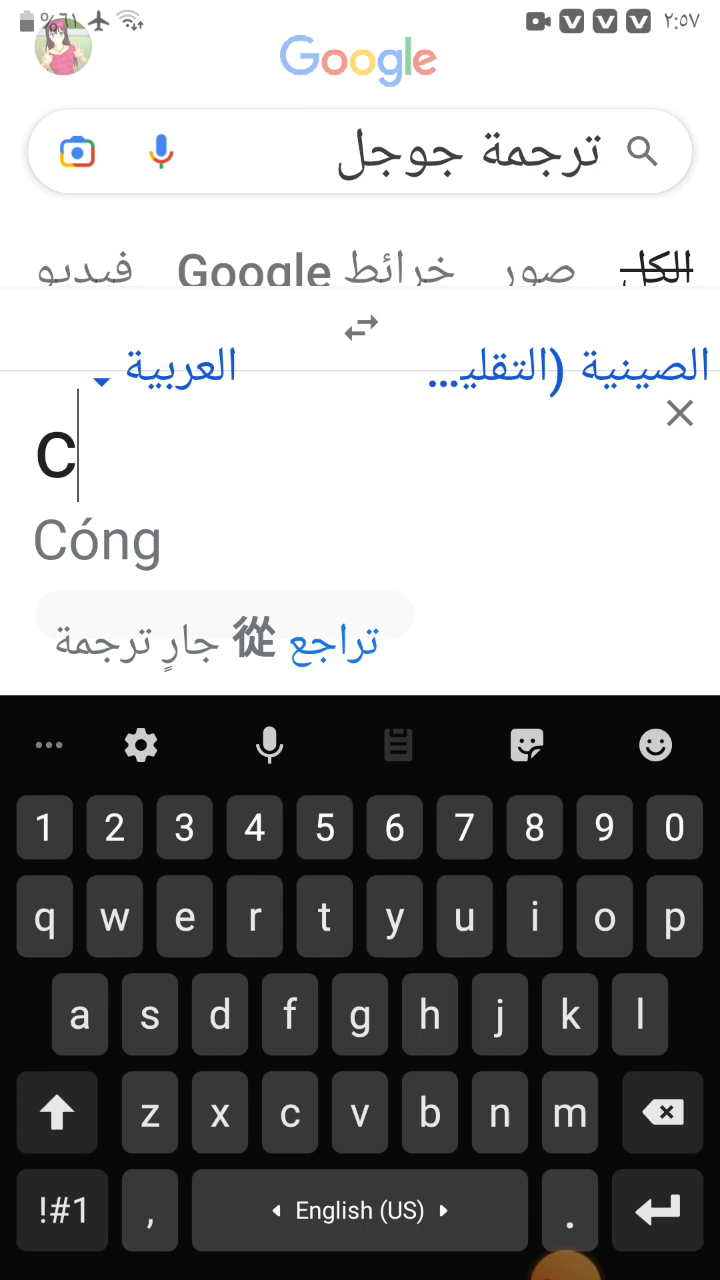 %٦١ ٢:٥٧
Google
ترجمة جوجل
الكل صور خرائط Google فيديو
الصينية (التقليـ... العربية
C
Cóng
جارٍ ترجمة 從 تراجع
1 2 3 4 5 6 7 8 9 0
q w e r t y u i o p
a s d f g h j k l
z x c v b n m
!#1 , English (US) .